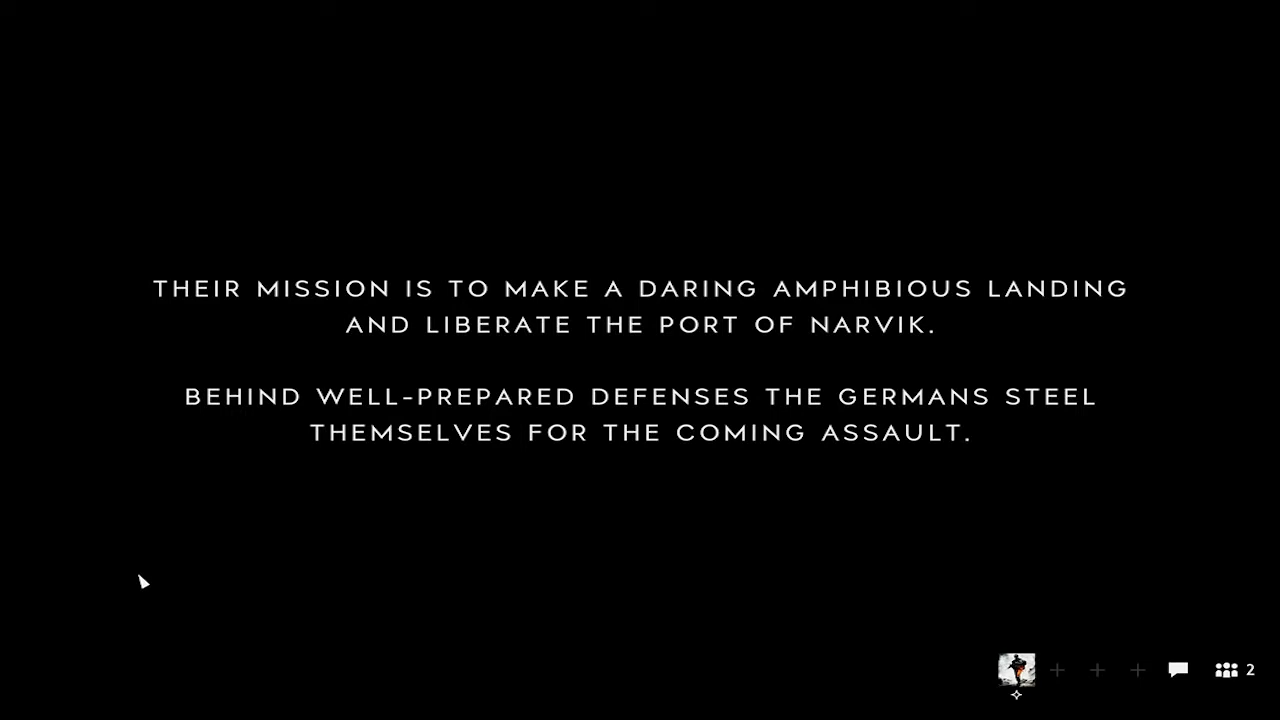 THEIR MISSION IS TO MAKE A DARING AMPHIBIOUS LANDING
AND LIBERATE THE PORT OF NARVIK.
BEHIND WELL-PREPARED DEFENSES THE GERMANS STEEL
THEMSELVES FOR THE COMING ASSAULT.
2